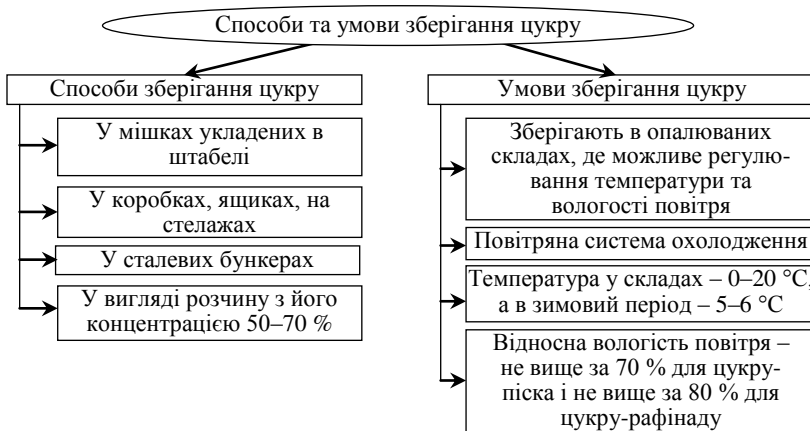 Способи та умови зберігання цукру
Способи зберігання цукру
У мішках укладених в
штабелі
У коробках, ящиках, на
стелажах
У сталевих бункерах
У вигляді розчину з його
концентрацією 50–70 %
Умови зберігання цукру
Зберігають в опалюваних
складах, де можливе регулю-
вання температури та
вологості повітря
Повітряна система охолодження
Температура у складах – 0–20 °С,
а в зимовий період – 5–6 °С
Відносна вологість повітря –
не вище за 70 % для цукру-
піска і не вище за 80 % для
цукру-рафінаду